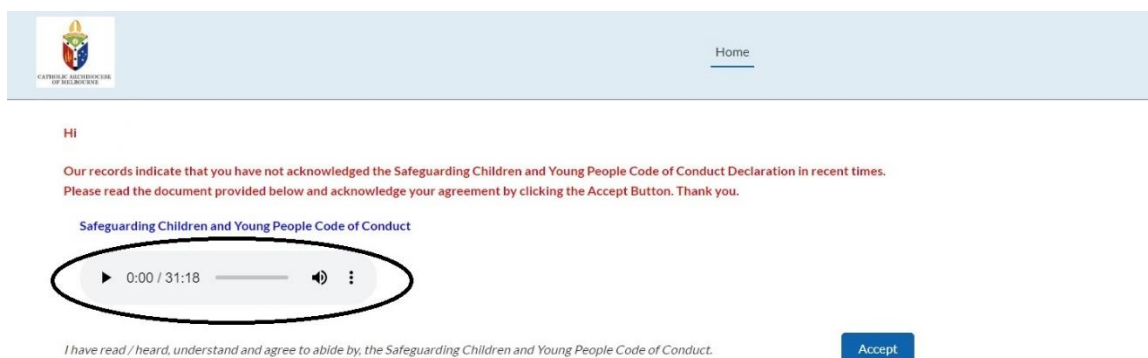 CATHOLIC ARCHDIOCESE
OF MELBOURNE
Home
Hi
Our records indicate that you have not acknowledged the Safeguarding Children and Young People Code of Conduct Declaration in recent times.
Please read the document provided below and acknowledge your agreement by clicking the Accept Button. Thank you.
Safeguarding Children and Young People Code of Conduct
0:00 / 31:18
I have read / heard, understand and agree to abide by, the Safeguarding Children and Young People Code of Conduct.
Accept